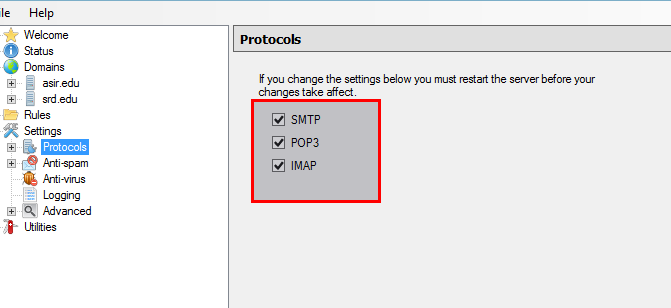 ile Help
Welcome
Status
Domains
asir.edu
srd.edu
Rules
Settings
Protocols
Anti-spam
Anti-virus
Logging
Advanced
Utilities
Protocols
If you change the settings below you must restart the server before your
changes take affect.
SMTP
POP3
IMAP